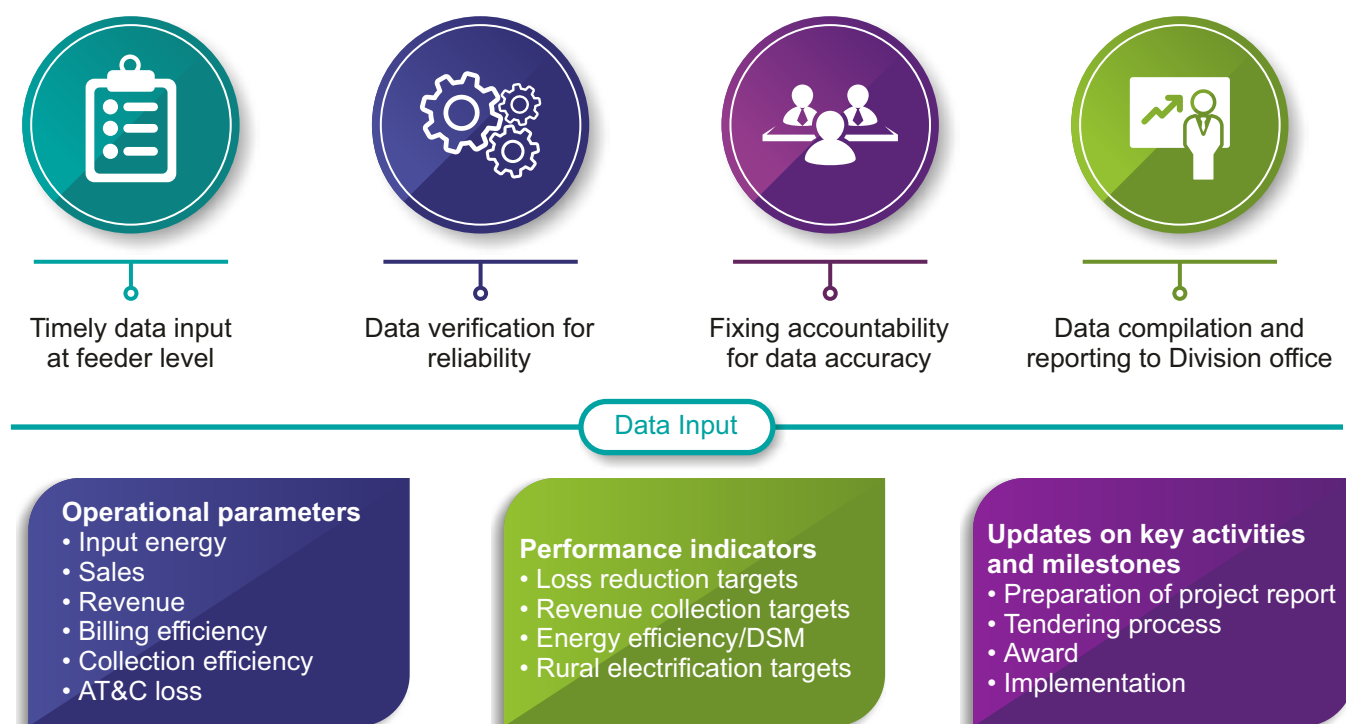 Timely data input
at feeder level
Data verification for
reliability
Fixing accountability
for data accuracy
Data compilation and
reporting to Division office
Data Input
Operational parameters
• Input energy
• Sales
• Revenue
• Billing efficiency
• Collection efficiency
• AT&C loss
Performance indicators
• Loss reduction targets
• Revenue collection targets
• Energy efficiency/DSM
• Rural electrification targets
Updates on key activities
and milestones
• Preparation of project report
• Tendering process
• Award
• Implementation